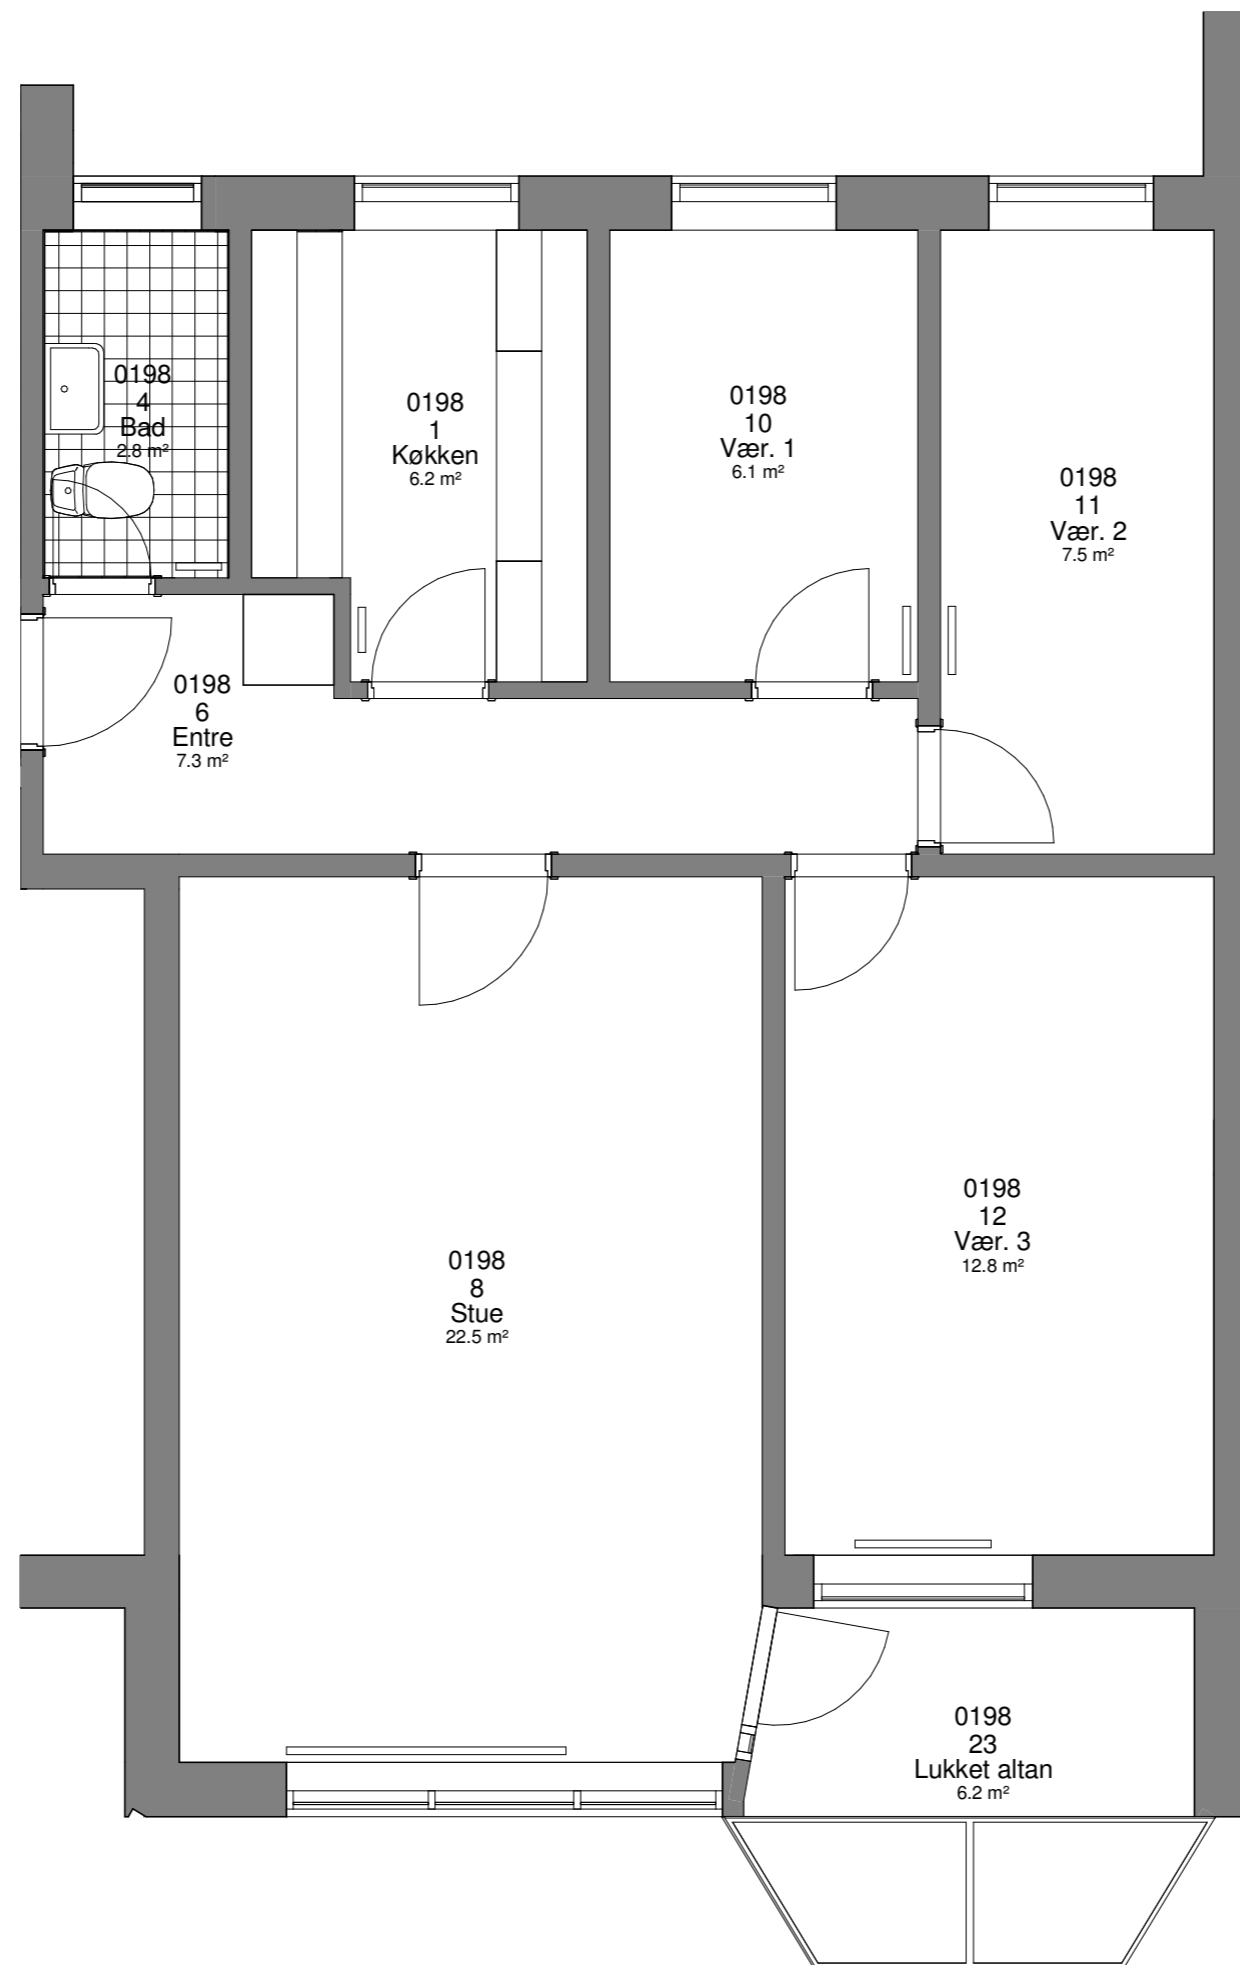 0198
4
Bad
2.8 m²
0198
1
Køkken
6.2 m²
0198
10
Vær. 1
6.1 m²
0198
11
Vær. 2
7.5 m²
0198
6
Entre
7.3 m²
0198
8
Stue
22.5 m²
0198
12
Vær. 3
12.8 m²
0198
23
Lukket altan
6.2 m²